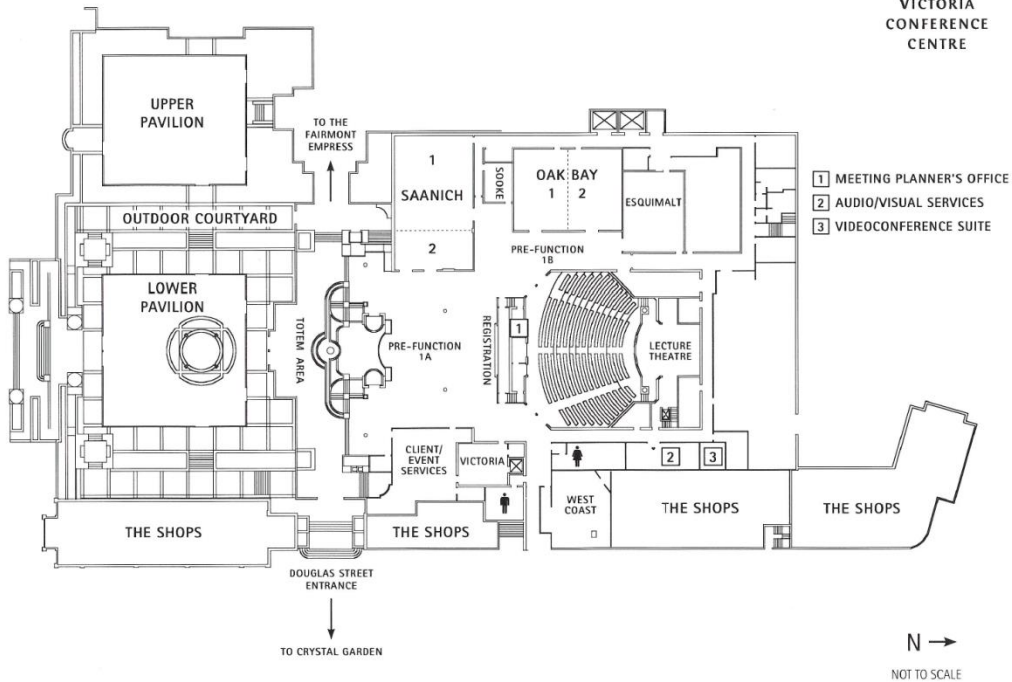 VICTORIA
CONFERENCE
CENTRE
UPPER
PAVILION
TO THE
FAIRMONT
EMPRESS
1
SAANICH
2
SOOKE
OAK BAY
1 2
ESQUIMALT
1 MEETING PLANNER'S OFFICE
2 AUDIO/VISUAL SERVICES
3 VIDEOCONFERENCE SUITE
OUTDOOR COURTYARD
PRE-FUNCTION
1B
LOWER
PAVILION
TOTEM AREA
PRE-FUNCTION
1A
REGISTRATION
1
LECTURE
THEATRE
CLIENT/
EVENT
SERVICES
VICTORIA
2
3
WEST
COAST
THE SHOPS
THE SHOPS
THE SHOPS
THE SHOPS
DOUGLAS STREET
ENTRANCE
TO CRYSTAL GARDEN
N
NOT TO SCALE